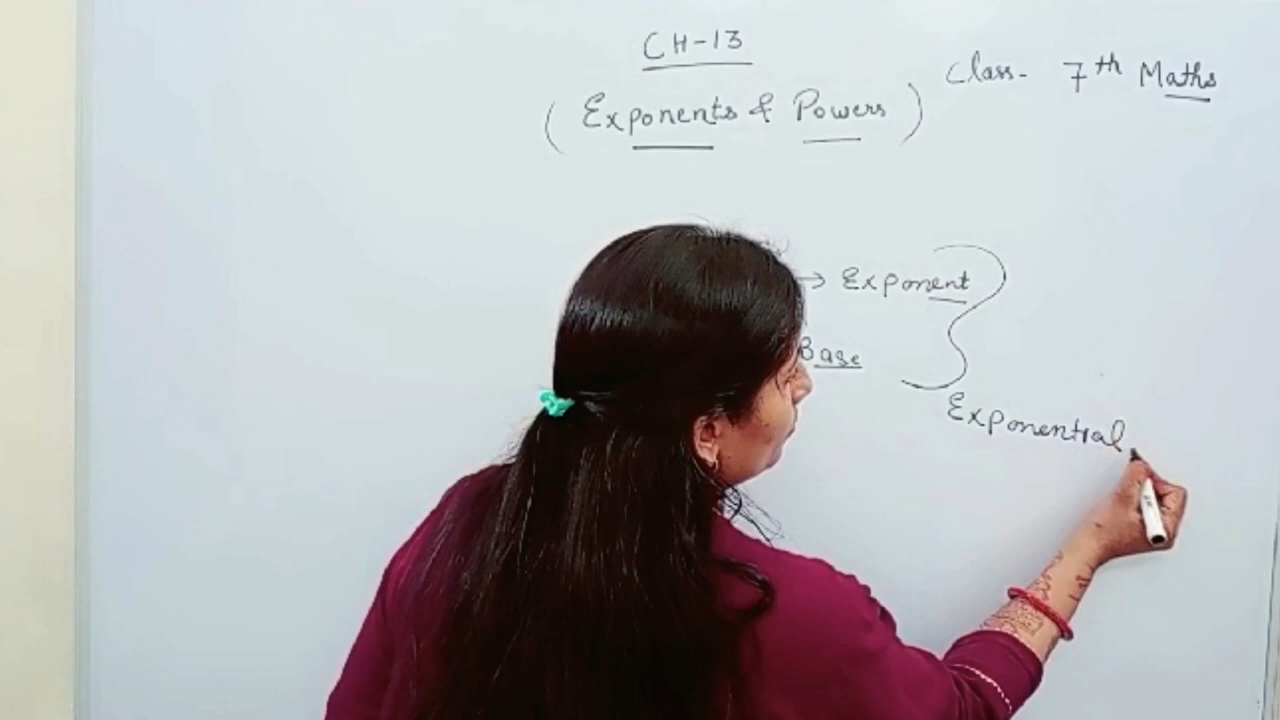 CH-13
Class- 7th Maths
(Exponents & Powers)
→ Exponent
Base
Exponential